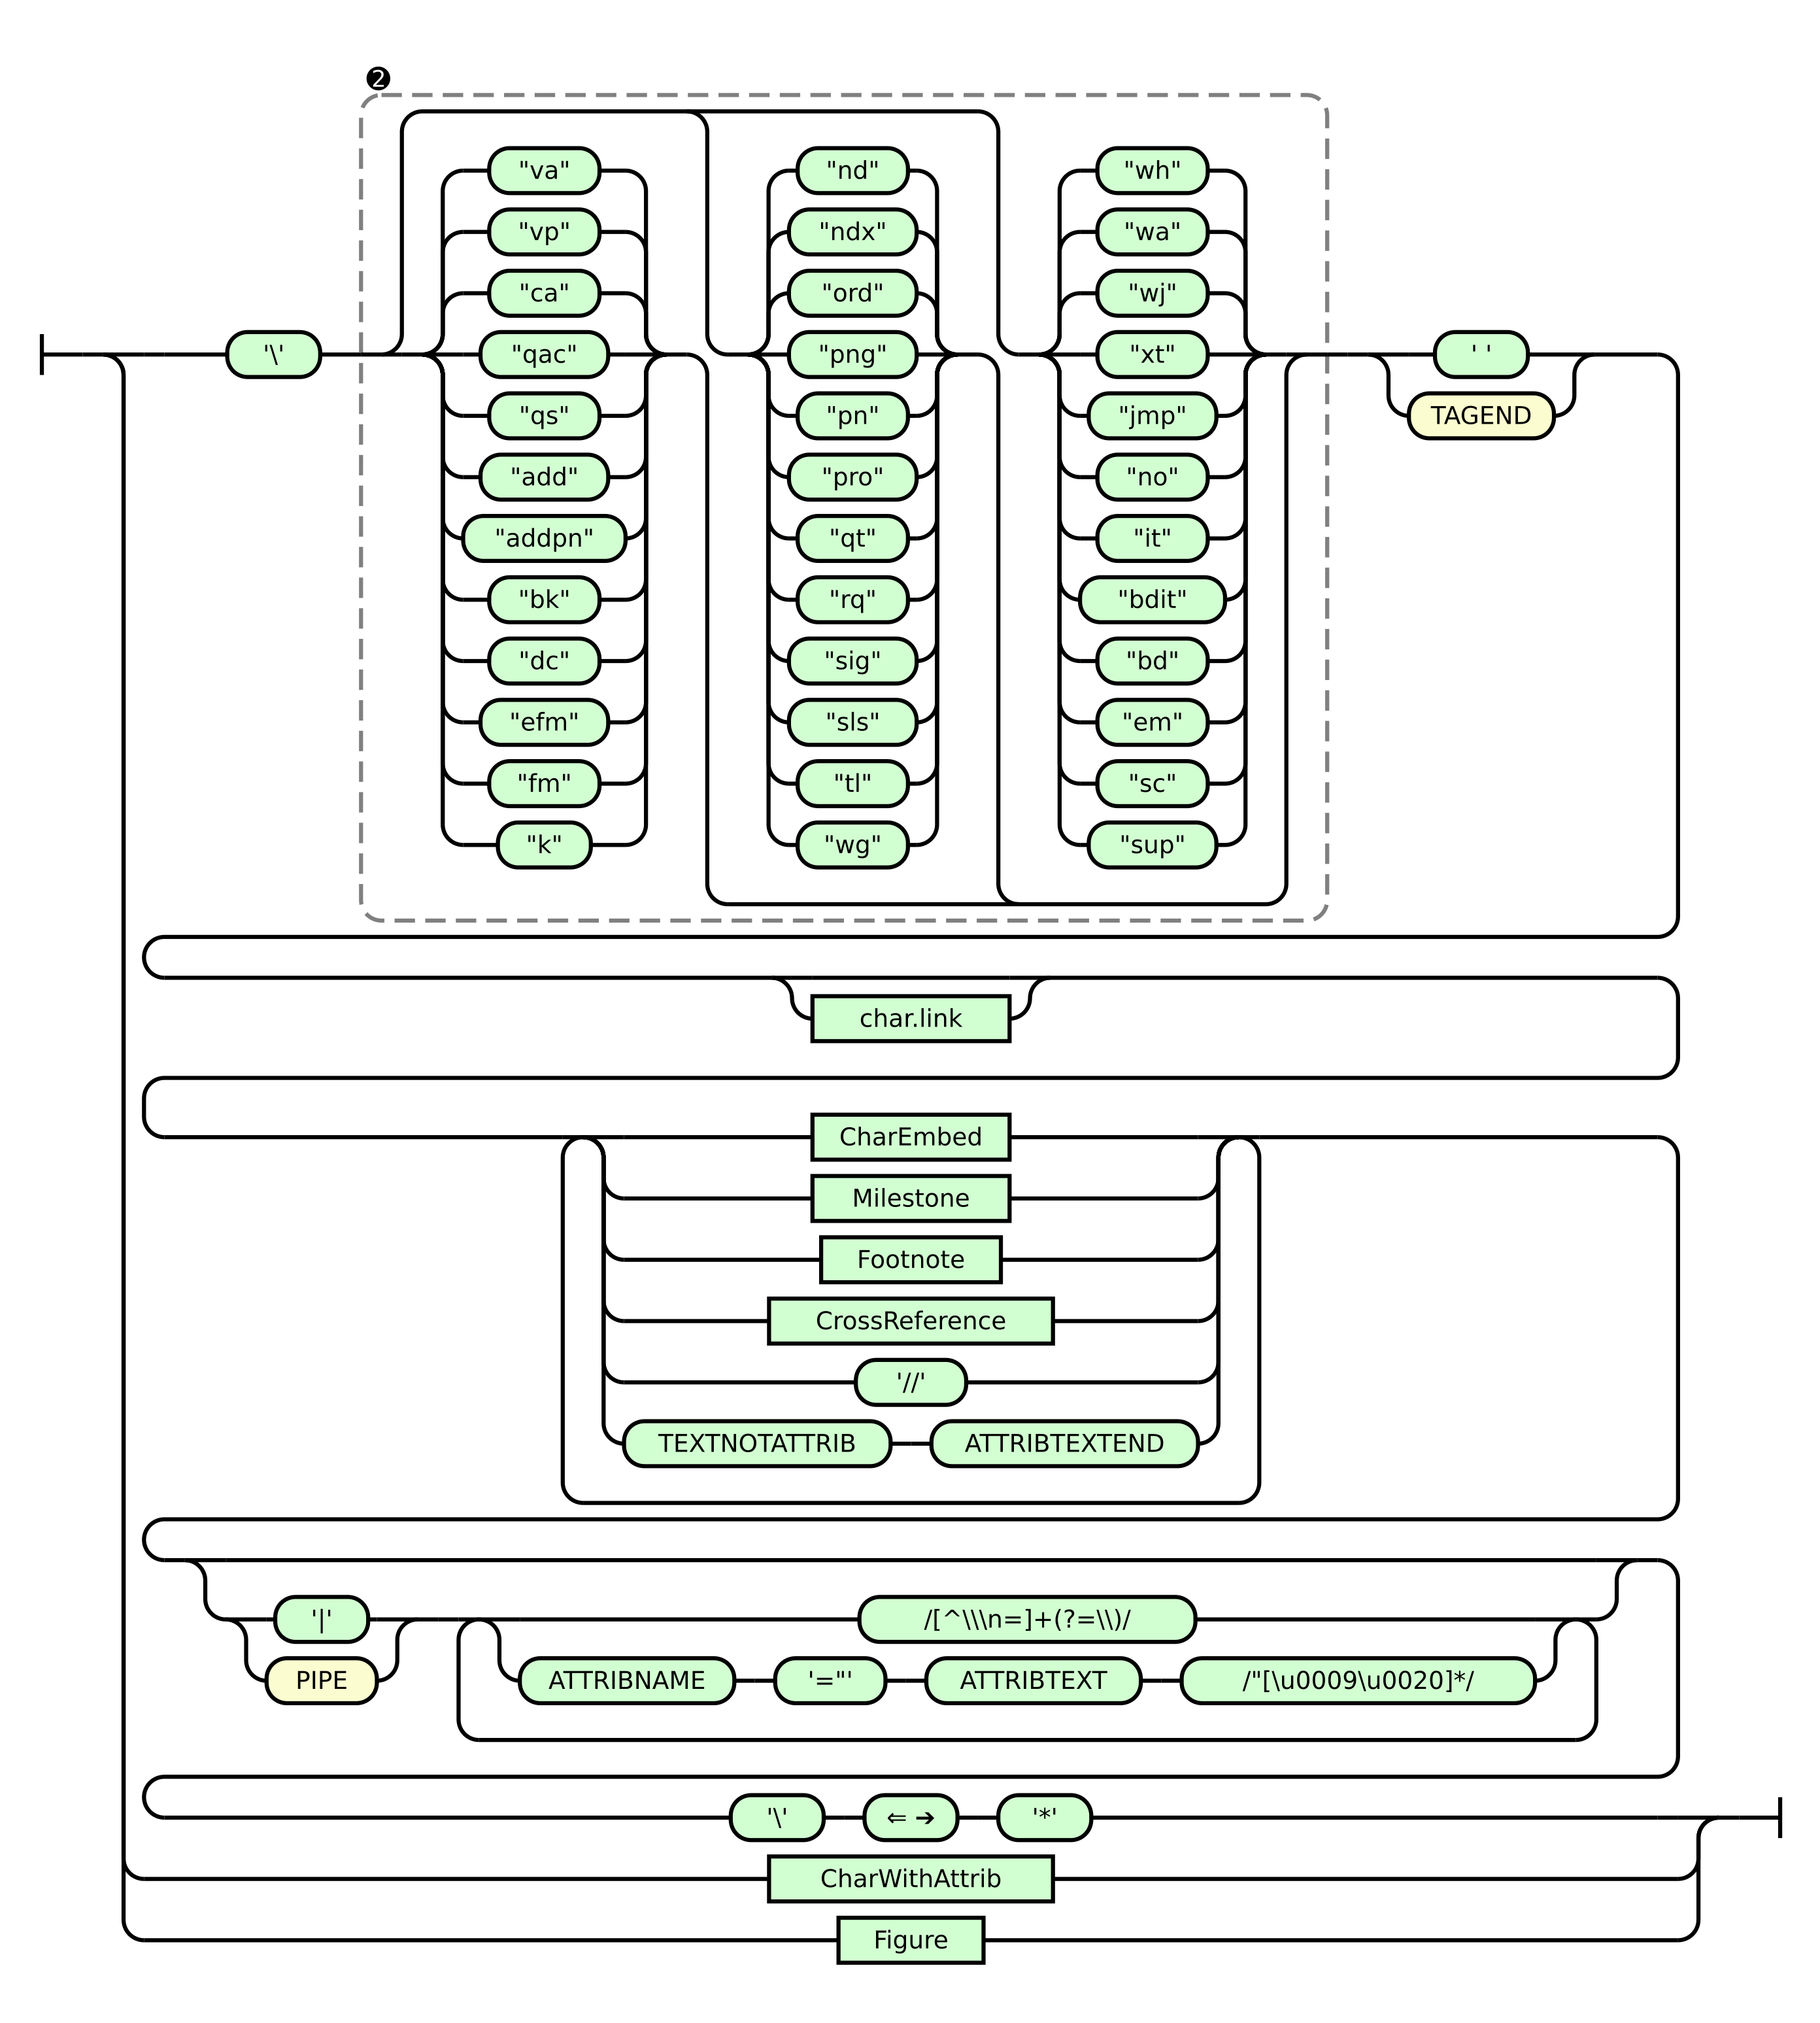 ❷
"va" "nd" "wh"
"vp" "ndx" "wa"
"ca" "ord" "wj"
'\' "qac" "png" "xt" ' '
"qs" "pn" "jmp" TAGEND
"add" "pro" "no"
"addpn" "qt" "it"
"bk" "rq" "bdit"
"dc" "sig" "bd"
"efm" "sls" "em"
"fm" "tl" "sc"
"k" "wg" "sup"
char.link
CharEmbed
Milestone
Footnote
CrossReference
'//'
TEXTNOTATTRIB ATTRIBTEXTEND
'|' /[^\\\n=]+(?=\\)/
PIPE ATTRIBNAME '="' ATTRIBTEXT /"[\u0009\u0020]*/
'\' ⇐ ➔ '*'
CharWithAttrib
Figure